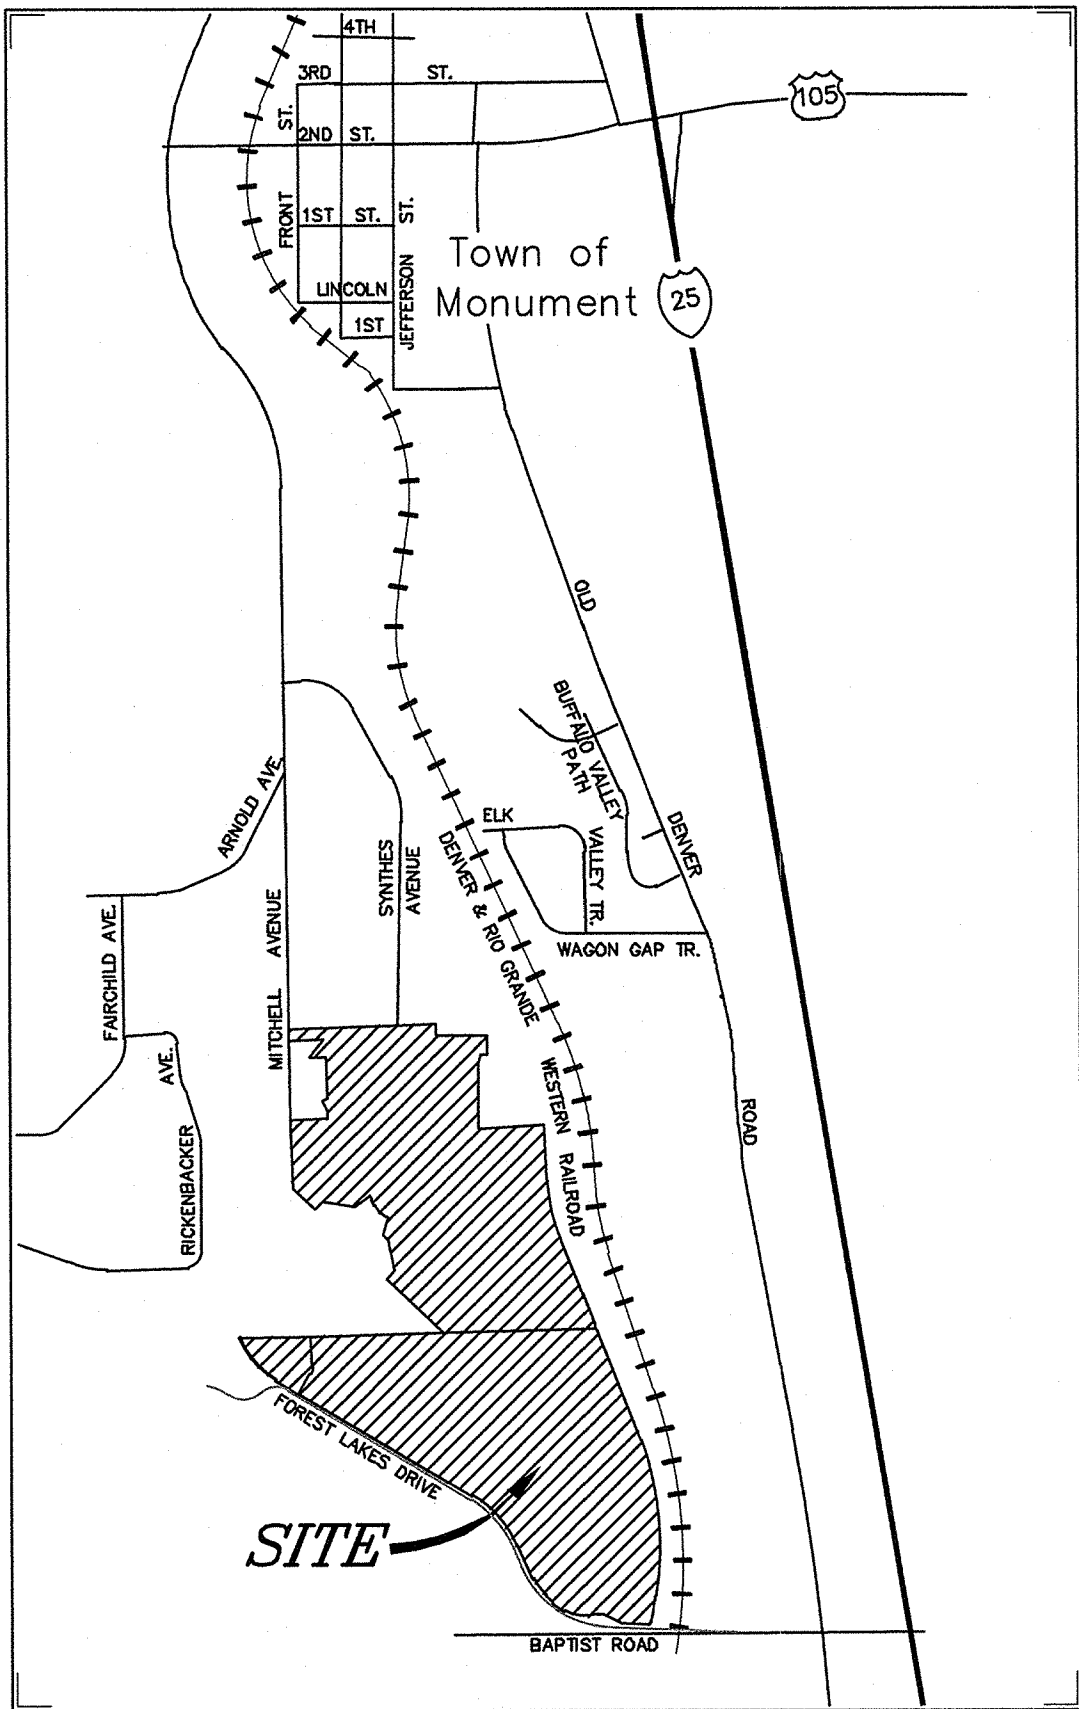 4TH
3RD ST.
105
FRONT ST.
2ND ST.
1ST ST.
JEFFERSON ST.
Town of
Monument
25
LINCOLN
1ST
OLD DENVER ROAD
BUFFALO VALLEY
PATH
ARNOLD AVE.
ELK
VALLEY TR.
SYNTHES
AVENUE
DENVER & RIO GRANDE WESTERN RAILROAD
WAGON GAP TR.
FAIRCHILD AVE.
MITCHELL AVENUE
RICKENBACKER AVE.
FOREST LAKES DRIVE
SITE
BAPTIST ROAD